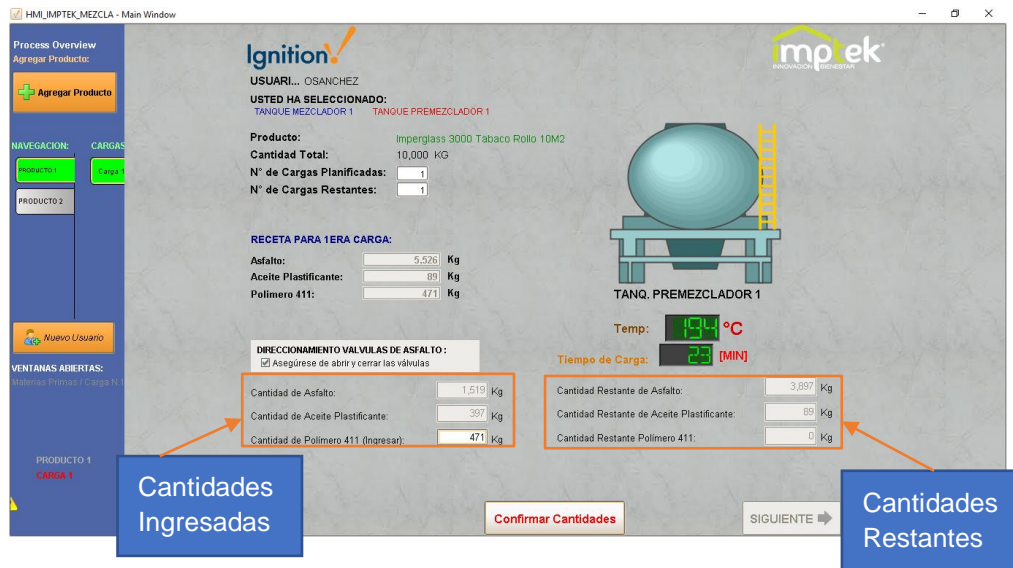 HMI_IMPTEK_MEZCLA - Main Window
Process Overview
Agregar Producto:
Agregar Producto
NAVEGACION: CARGAS
PRODUCTO 1 Carga 1
PRODUCTO 2
Nuevo Usuario
VENTANAS ABIERTAS:
Materias Primas / Carga N.1
PRODUCTO 1
CARGA 1
Ignition
imptek
INNOVACIÓN BIENESTAR
USUARI... OSANCHEZ
USTED HA SELECCIONADO:
TANQUE MEZCLADOR 1 TANQUE PREMEZCLADOR 1
Producto: Imperglass 3000 Tabaco Rollo 10M2
Cantidad Total: 10,000 KG
N° de Cargas Planificadas: 1
N° de Cargas Restantes: 1
RECETA PARA 1ERA CARGA:
Asfalto: 5,526 Kg
Aceite Plastificante: 89 Kg
Polimero 411: 471 Kg
TANQ. PREMEZCLADOR 1
Temp: 194 °C
Tiempo de Carga: 23 [MIN]
DIRECCIONAMIENTO VALVULAS DE ASFALTO :
Asegúrese de abrir y cerrar las válvulas
Cantidad de Asfalto: 1,519 Kg
Cantidad de Aceite Plastificante: 397 Kg
Cantidad de Polímero 411 (Ingresar): 471 Kg
Cantidad Restante de Asfalto: 3,897 Kg
Cantidad Restante de Aceite Plastificante: 89 Kg
Cantidad Restante Polímero 411: 0 Kg
Cantidades
Ingresadas
Confirmar Cantidades
SIGUIENTE
Cantidades
Restantes